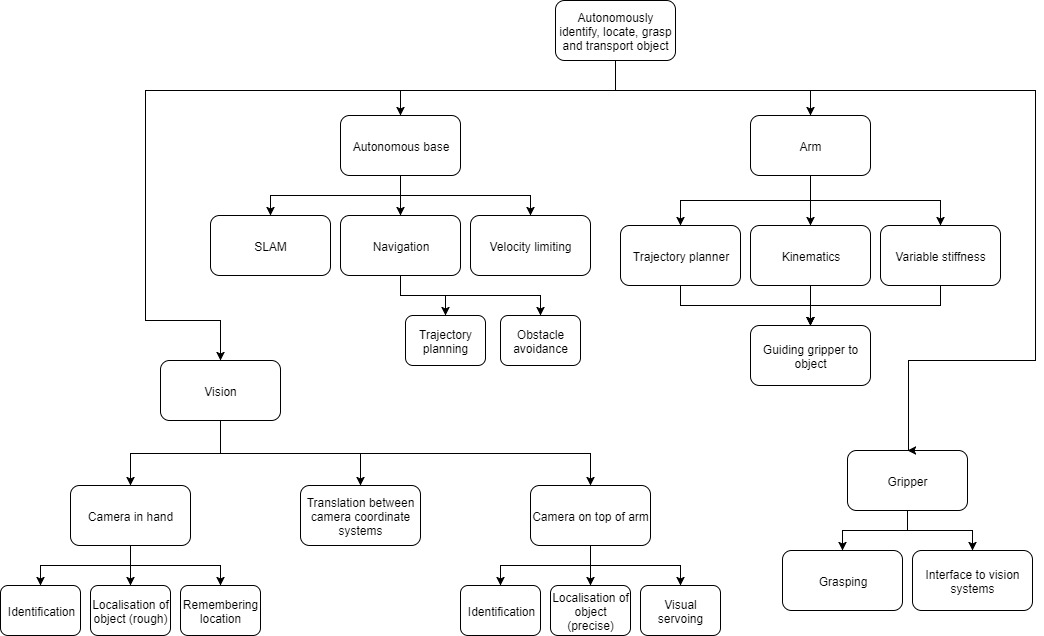 Autonomously
identify, locate, grasp
and transport object
Autonomous base
Arm
SLAM
Navigation
Velocity limiting
Trajectory planner
Kinematics
Variable stiffness
Trajectory
planning
Obstacle
avoidance
Guiding gripper to
object
Vision
Gripper
Camera in hand
Translation between
camera coordinate
systems
Camera on top of arm
Grasping
Interface to vision
systems
Identification
Localisation of
object (rough)
Remembering
location
Identification
Localisation of
object
(precise)
Visual
servoing